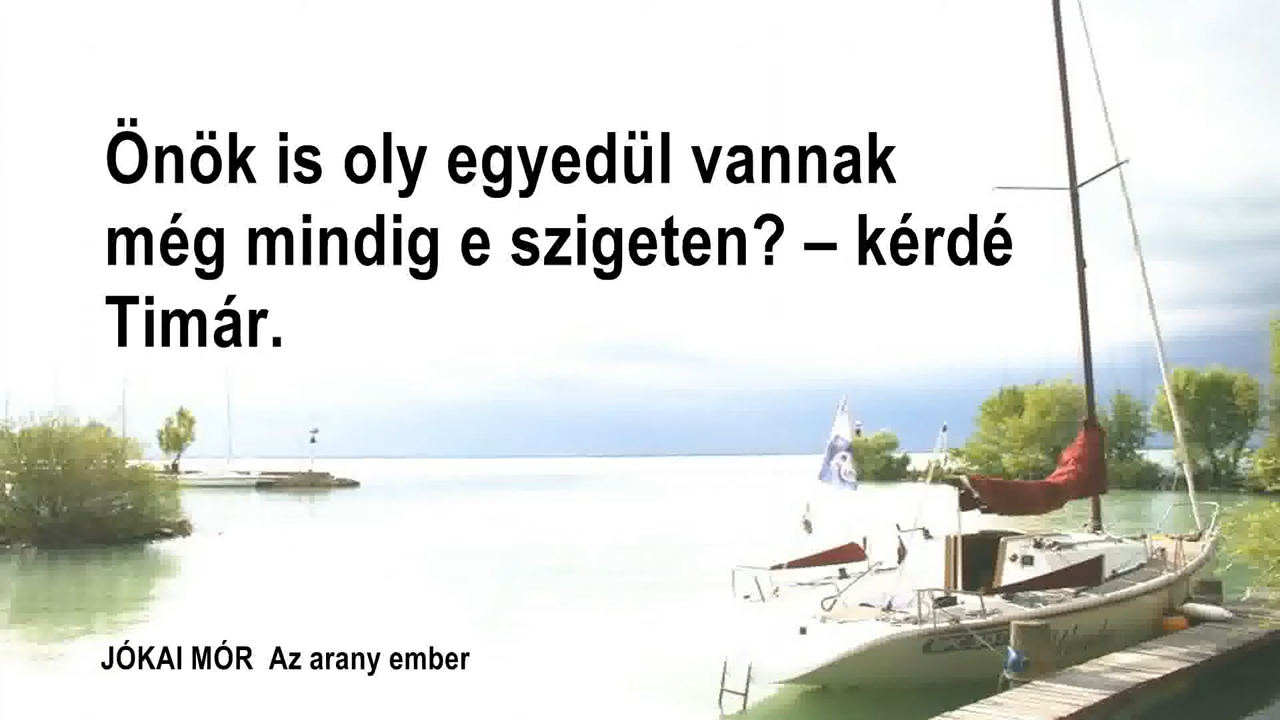 Önök is oly egyedül vannak
még mindig e szigeten? – kérdé
Timár.
JÓKAI MÓR  Az arany ember